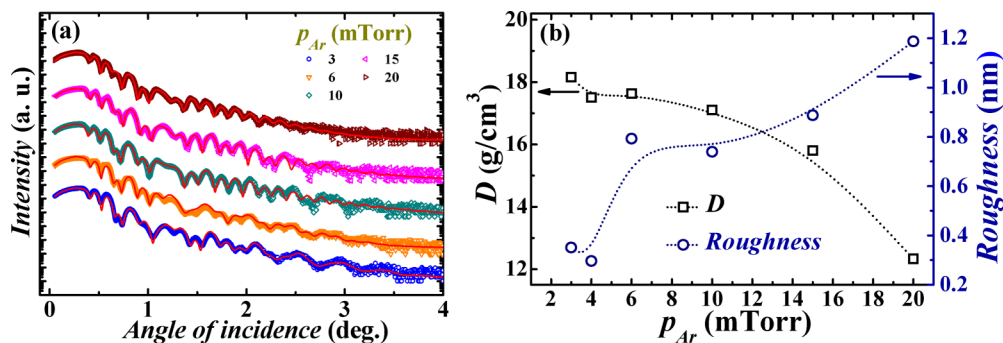 (a)
p_Ar (mTorr)
3 15
6 20
10
Intensity (a. u.)
0 1 2 3 4
Angle of incidence (deg.)
(b)
20
18
16
14
12
D (g/cm³)
D
Roughness
2 4 6 8 10 12 14 16 18 20
p_Ar (mTorr)
1.2
1.0
0.8
0.6
0.4
0.3
0.2
Roughness (nm)